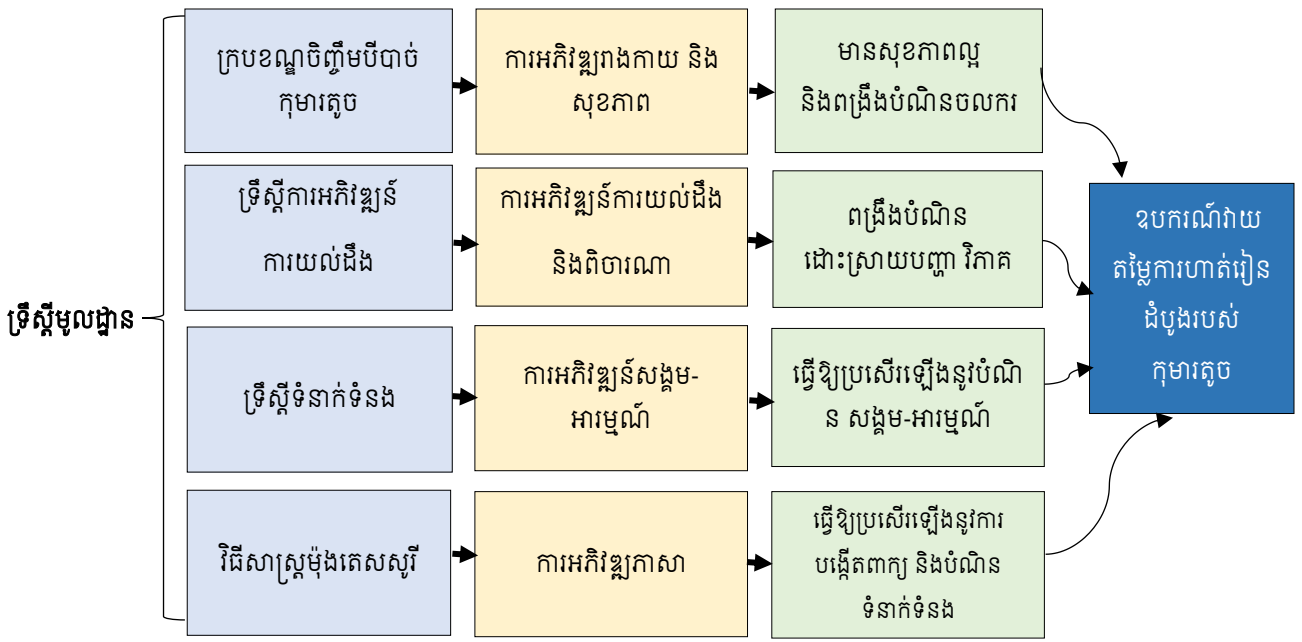 ទ្រឹស្តីមូលដ្ឋាន
ក្របខណ្ឌចិញ្ចឹមបីបាច់
កុមារតូច
ការអភិវឌ្ឍរាងកាយ និង
សុខភាព
មានសុខភាពល្អ
និងពង្រឹងបំណិនចលករ
ទ្រឹស្តីការអភិវឌ្ឍន៍
ការយល់ដឹង
ការអភិវឌ្ឍន៍ការយល់ដឹង
និងពិចារណា
ពង្រឹងបំណិន
ដោះស្រាយបញ្ហា វិភាគ
ទ្រឹស្តីទំនាក់ទំនង
ការអភិវឌ្ឍន៍សង្គម-
អារម្មណ៍
ធ្វើឱ្យប្រសើរឡើងនូវបំណិ
ន សង្គម-អារម្មណ៍
វិធីសាស្ត្រម៉ុងតេសសូរី
ការអភិវឌ្ឍភាសា
ធ្វើឱ្យប្រសើរឡើងនូវការ
បង្កើតពាក្យ និងបំណិន
ទំនាក់ទំនង
ឧបករណ៍វាយ
តម្លៃការហាត់រៀន
ដំបូងរបស់
កុមារតូច